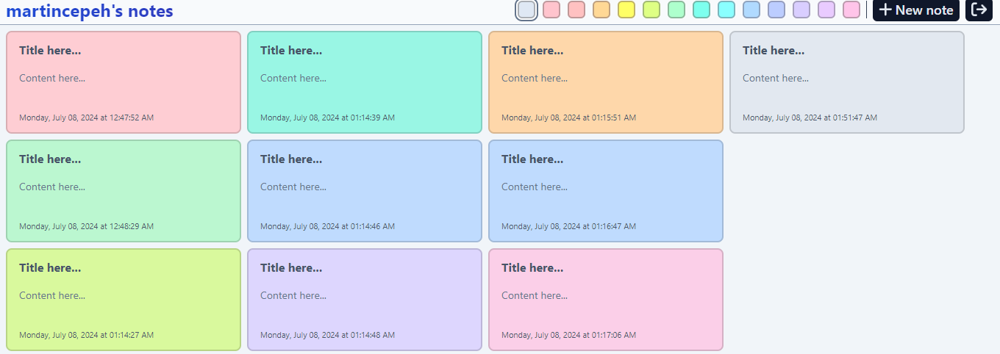 martincepeh's notes
New note
Title here...
Content here...
Monday, July 08, 2024 at 12:47:52 AM
Title here...
Content here...
Monday, July 08, 2024 at 01:14:39 AM
Title here...
Content here...
Monday, July 08, 2024 at 01:15:51 AM
Title here...
Content here...
Monday, July 08, 2024 at 01:51:47 AM
Title here...
Content here...
Monday, July 08, 2024 at 12:48:29 AM
Title here...
Content here...
Monday, July 08, 2024 at 01:14:46 AM
Title here...
Content here...
Monday, July 08, 2024 at 01:16:47 AM
Title here...
Content here...
Monday, July 08, 2024 at 01:14:27 AM
Title here...
Content here...
Monday, July 08, 2024 at 01:14:48 AM
Title here...
Content here...
Monday, July 08, 2024 at 01:17:06 AM